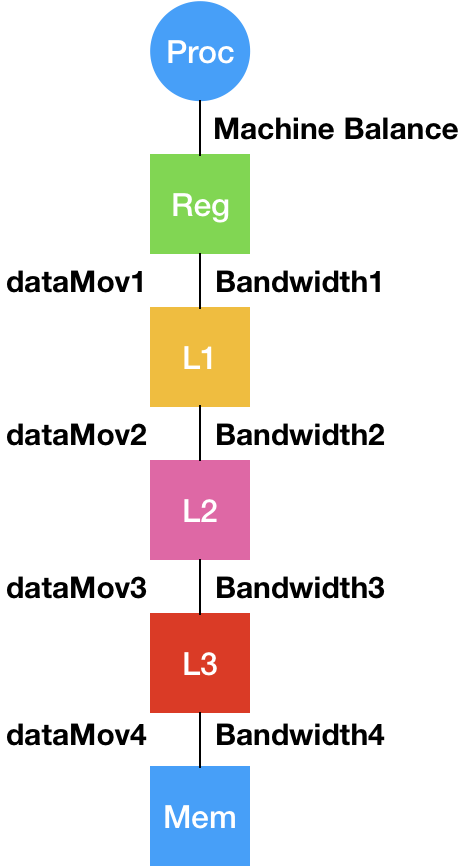 Proc
Machine Balance
Reg
dataMov1 Bandwidth1
L1
dataMov2 Bandwidth2
L2
dataMov3 Bandwidth3
L3
dataMov4 Bandwidth4
Mem